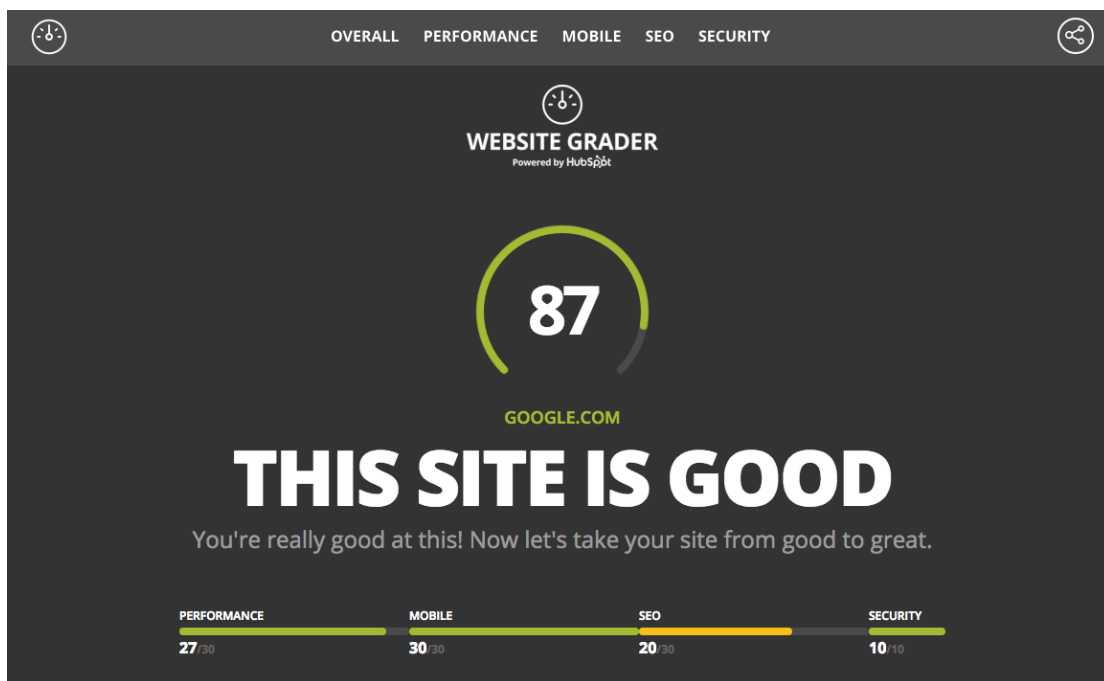 OVERALL PERFORMANCE MOBILE SEO SECURITY
WEBSITE GRADER
Powered by HubSpot
87
GOOGLE.COM
THIS SITE IS GOOD
You're really good at this! Now let's take your site from good to great.
PERFORMANCE MOBILE SEO SECURITY
27/30 30/30 20/30 10/10